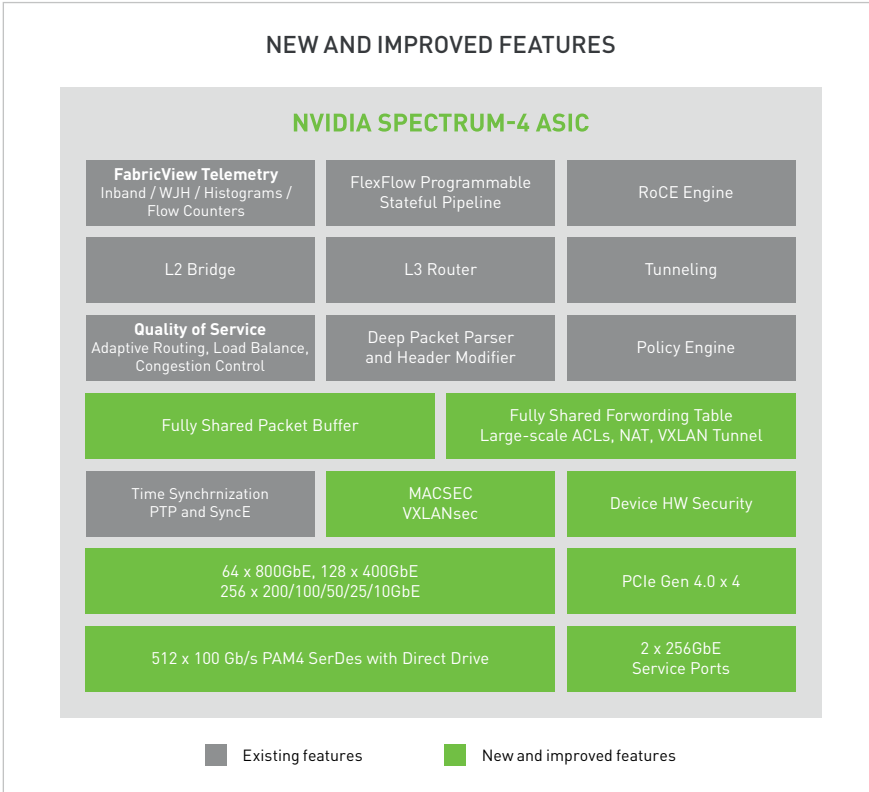 NEW AND IMPROVED FEATURES
NVIDIA SPECTRUM-4 ASIC
FabricView Telemetry
Inband / WJH / Histograms /
Flow Counters
FlexFlow Programmable
Stateful Pipeline
RoCE Engine
L2 Bridge
L3 Router
Tunneling
Quality of Service
Adaptive Routing, Load Balance,
Congestion Control
Deep Packet Parser
and Header Modifier
Policy Engine
Fully Shared Packet Buffer
Fully Shared Forwording Table
Large-scale ACLs, NAT, VXLAN Tunnel
Time Synchrnization
PTP and SyncE
MACSEC
VXLANsec
Device HW Security
64 x 800GbE, 128 x 400GbE
256 x 200/100/50/25/10GbE
PCIe Gen 4.0 x 4
512 x 100 Gb/s PAM4 SerDes with Direct Drive
2 x 256GbE
Service Ports
Existing features
New and improved features